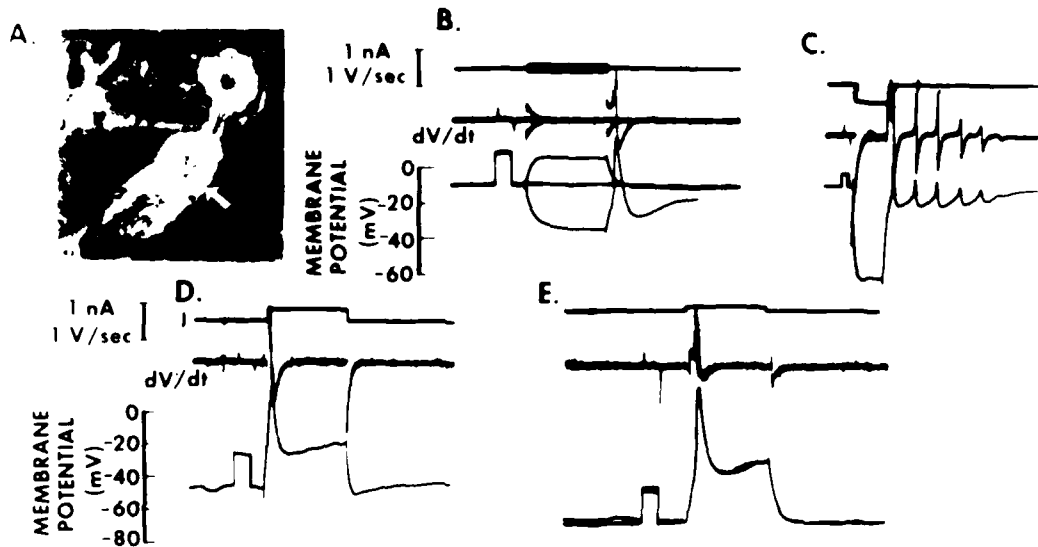 A.
B.
1 nA
1 V/sec
dV/dt
MEMBRANE
POTENTIAL
(mV)
0
-20
-40
-60
C.
D.
1 nA
1 V/sec
I
dV/dt
MEMBRANE
POTENTIAL
(mV)
0
-20
-40
-60
-80
E.